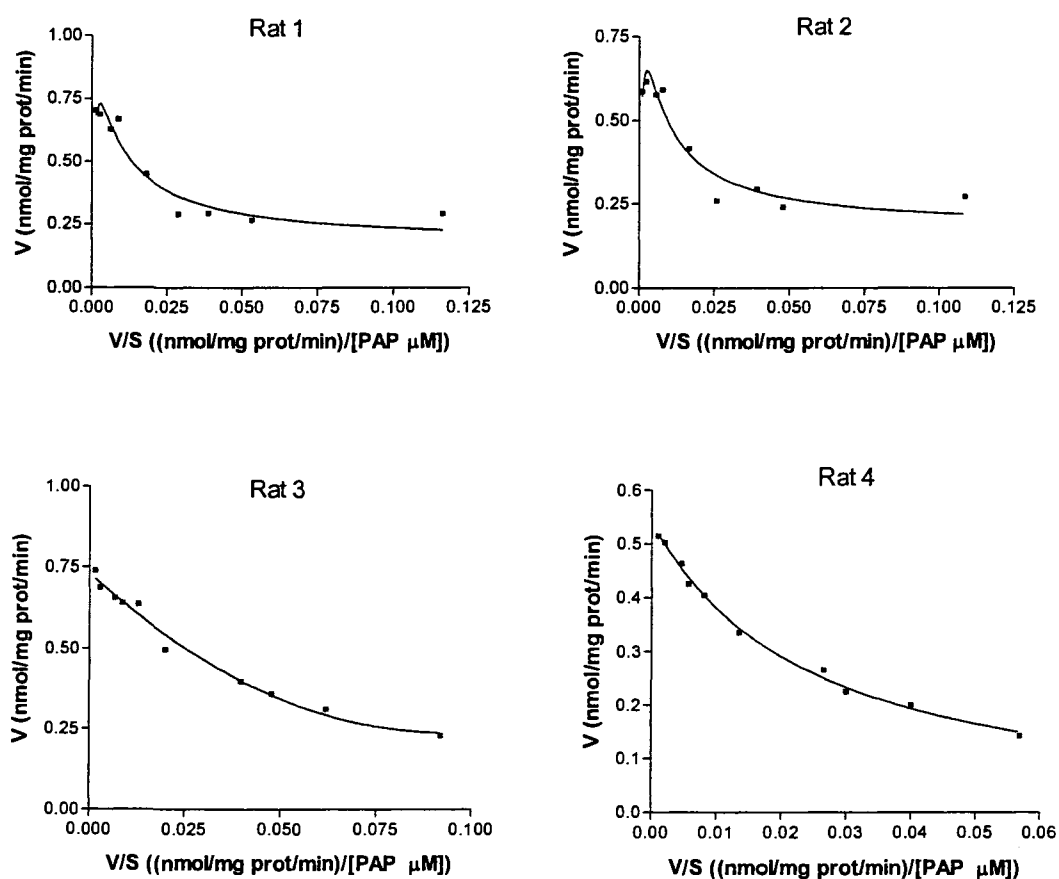 Rat 1
V (nmol/mg prot/min)
1.00
0.75
0.50
0.25
0.00
0.000 0.025 0.050 0.075 0.100 0.125
V/S ((nmol/mg prot/min)/[PAP μM])
Rat 2
V (nmol/mg prot/min)
0.75
0.50
0.25
0.00
0.000 0.025 0.050 0.075 0.100 0.125
V/S ((nmol/mg prot/min)/[PAP μM])
Rat 3
V (nmol/mg prot/min)
1.00
0.75
0.50
0.25
0.00
0.000 0.025 0.050 0.075 0.100
V/S ((nmol/mg prot/min)/[PAP μM])
Rat 4
V (nmol/mg prot/min)
0.6
0.5
0.4
0.3
0.2
0.1
0.0
0.00 0.01 0.02 0.03 0.04 0.05 0.06
V/S ((nmol/mg prot/min)/[PAP μM])